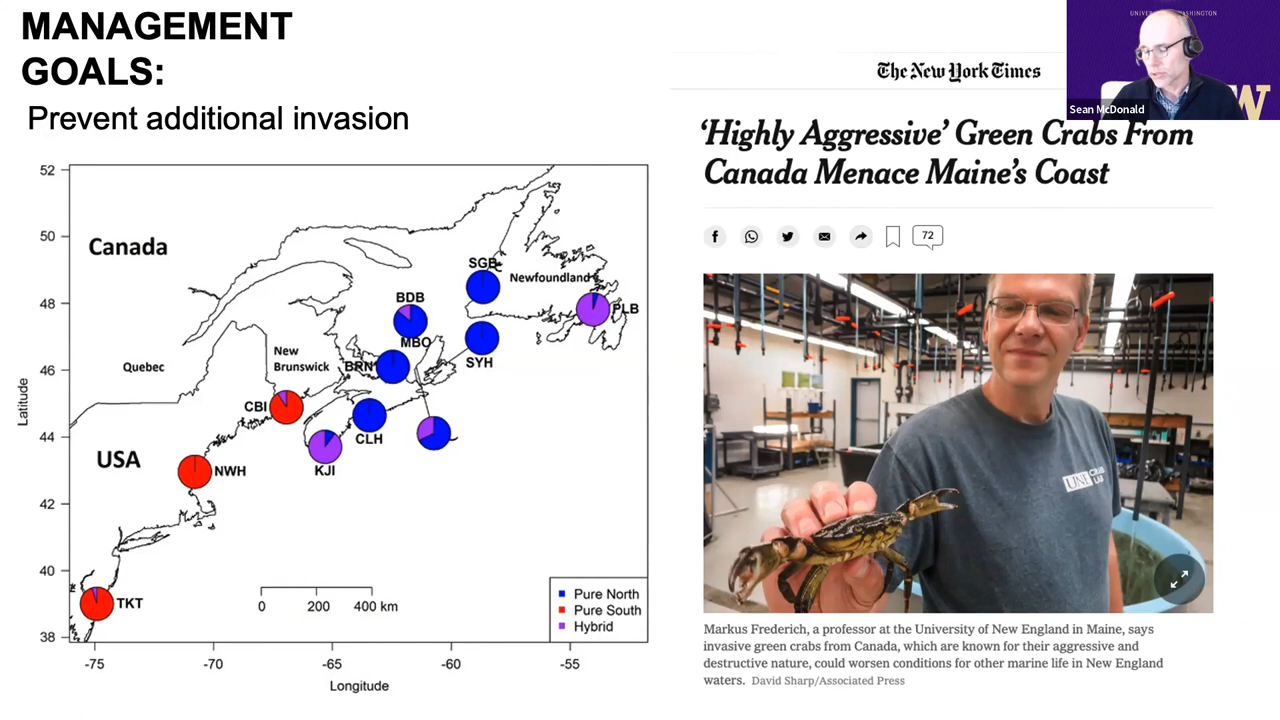 MANAGEMENT
GOALS:
Prevent additional invasion
52
50
48
46
44
42
40
38
Latitude
Canada
SGB
Newfoundland
BDB
PLB
MBO
New
Brunswick
BRN
SYH
Quebec
CBI
CLH
USA
NWH
KJI
TKT
0 200 400 km
Pure North
Pure South
Hybrid
-75 -70 -65 -60 -55
Longitude
The New York Times
‘Highly Aggressive’ Green Crabs From
Canada Menace Maine’s Coast
72
UNE CRAB
LAB
Markus Frederich, a professor at the University of New England in Maine, says
invasive green crabs from Canada, which are known for their aggressive and
destructive nature, could worsen conditions for other marine life in New England
waters. David Sharp/Associated Press
Sean McDonald
W